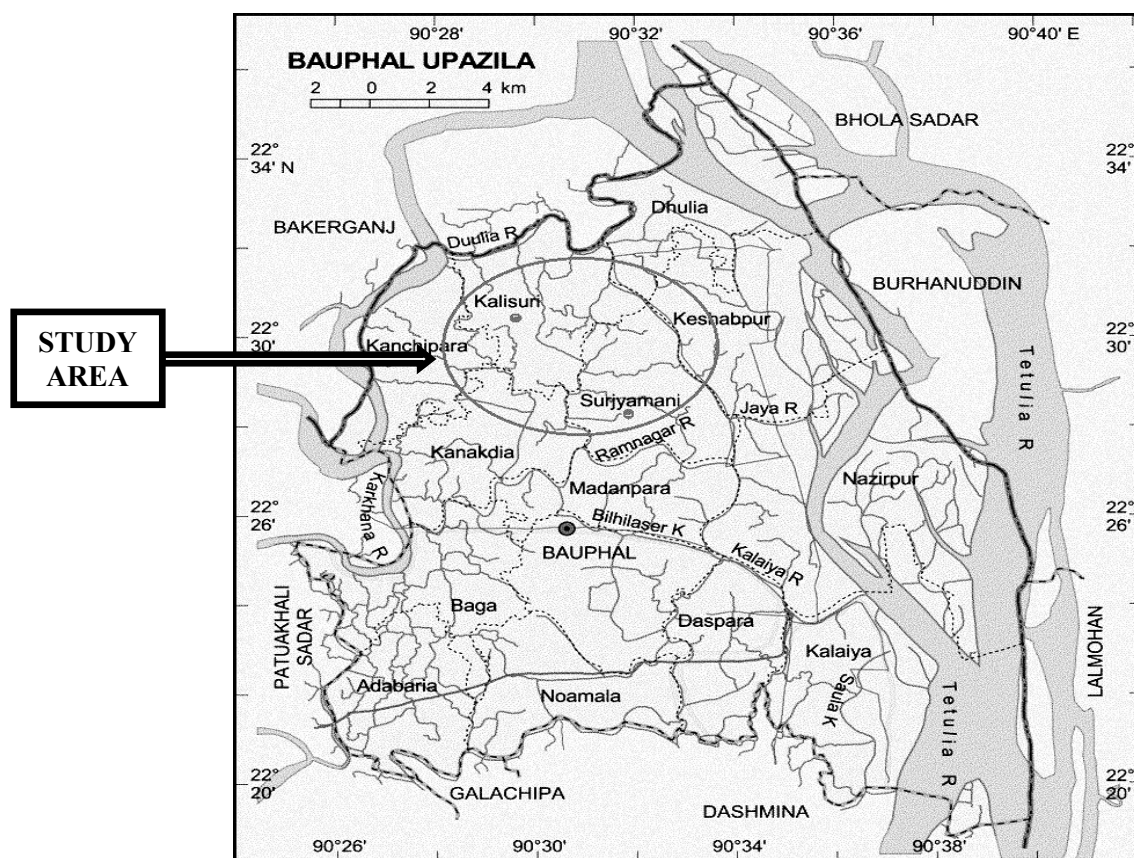 90°28' 90°32' 90°36' 90°40' E
BAUPHAL UPAZILA
2 0 2 4 km
BHOLA SADAR
22°
34' N
22°
34'
Dhulia
BAKERGANJ
Duulia R
BURHANUDDIN
Kalisuri
Keshabpur
22°
30'
22°
30'
STUDY
AREA
Kanchipara
Tetulia R
Surjyamani
Jaya R
Ramnagar R
Kanakdia
Nazirpur
Madanpara
Karkhana R
22°
26'
22°
26'
Bilhilaser K
BAUPHAL
Kalaiya R
Baga
Daspara
PATUAKHALI
SADAR
LALMOHAN
Kalaiya
Adabaria
Noamala
Saula K
Tetulia R
22°
20'
22°
20'
GALACHIPA
DASHMINA
90°26' 90°30' 90°34' 90°38'